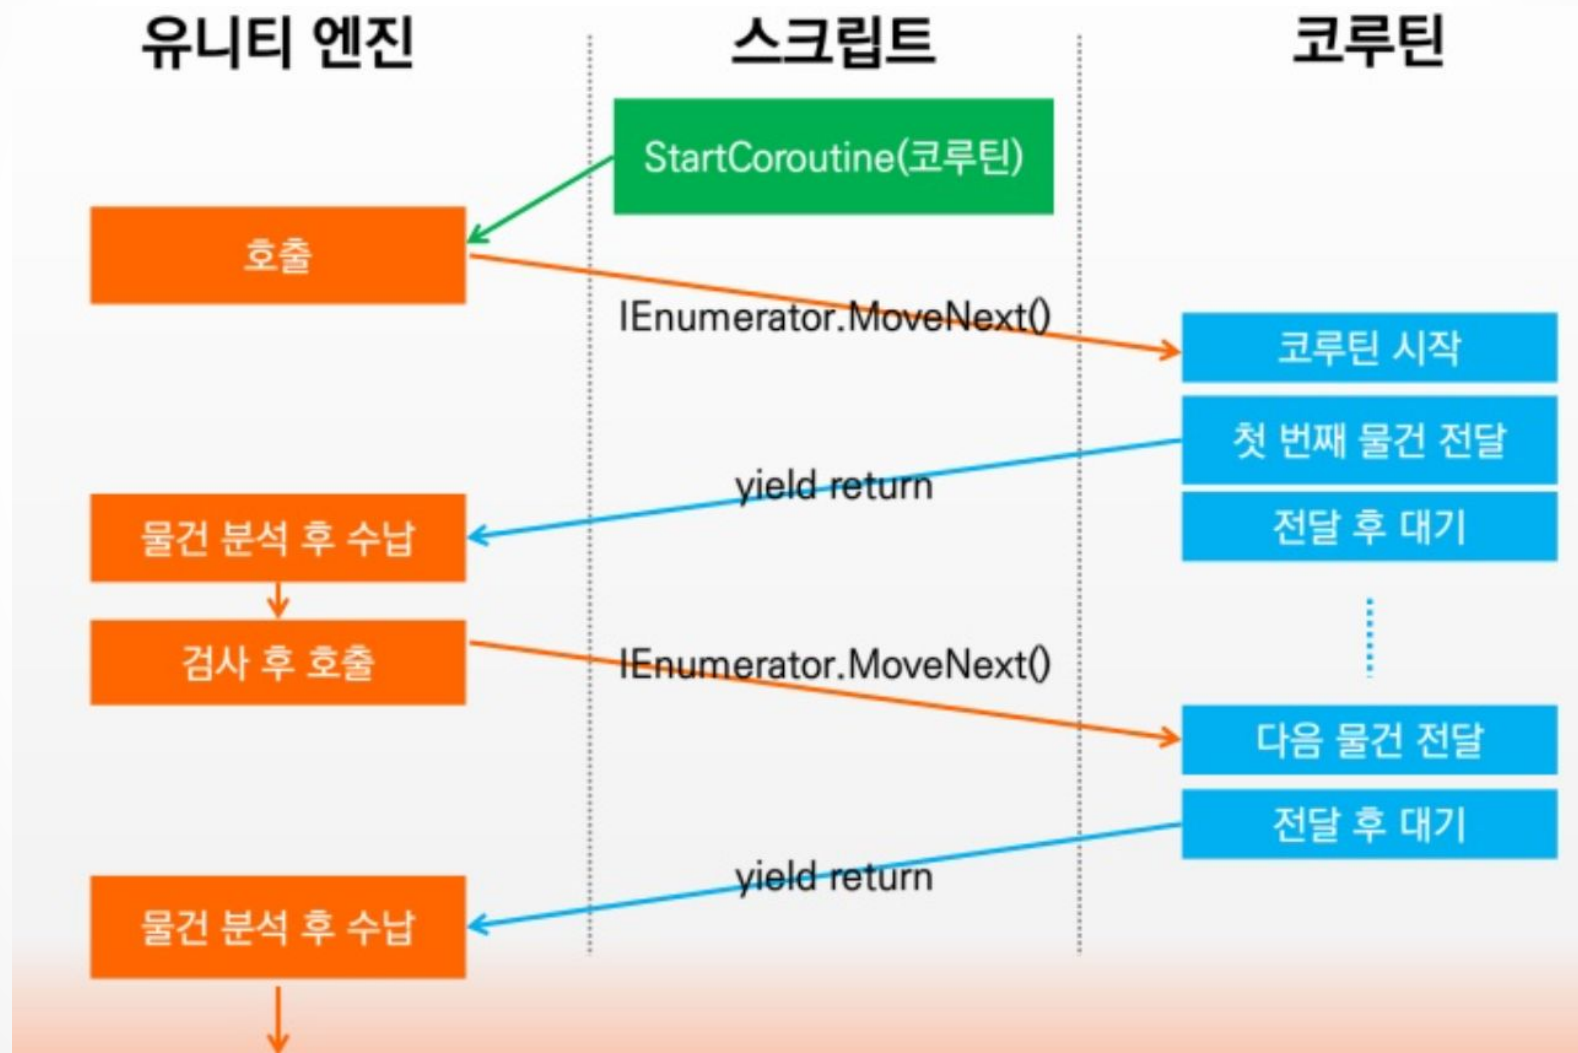 유니티 엔진
스크립트
코루틴
StartCoroutine(코루틴)
호출
IEnumerator.MoveNext()
코루틴 시작
첫 번째 물건 전달
yield return
전달 후 대기
물건 분석 후 수납
검사 후 호출
IEnumerator.MoveNext()
다음 물건 전달
전달 후 대기
yield return
물건 분석 후 수납